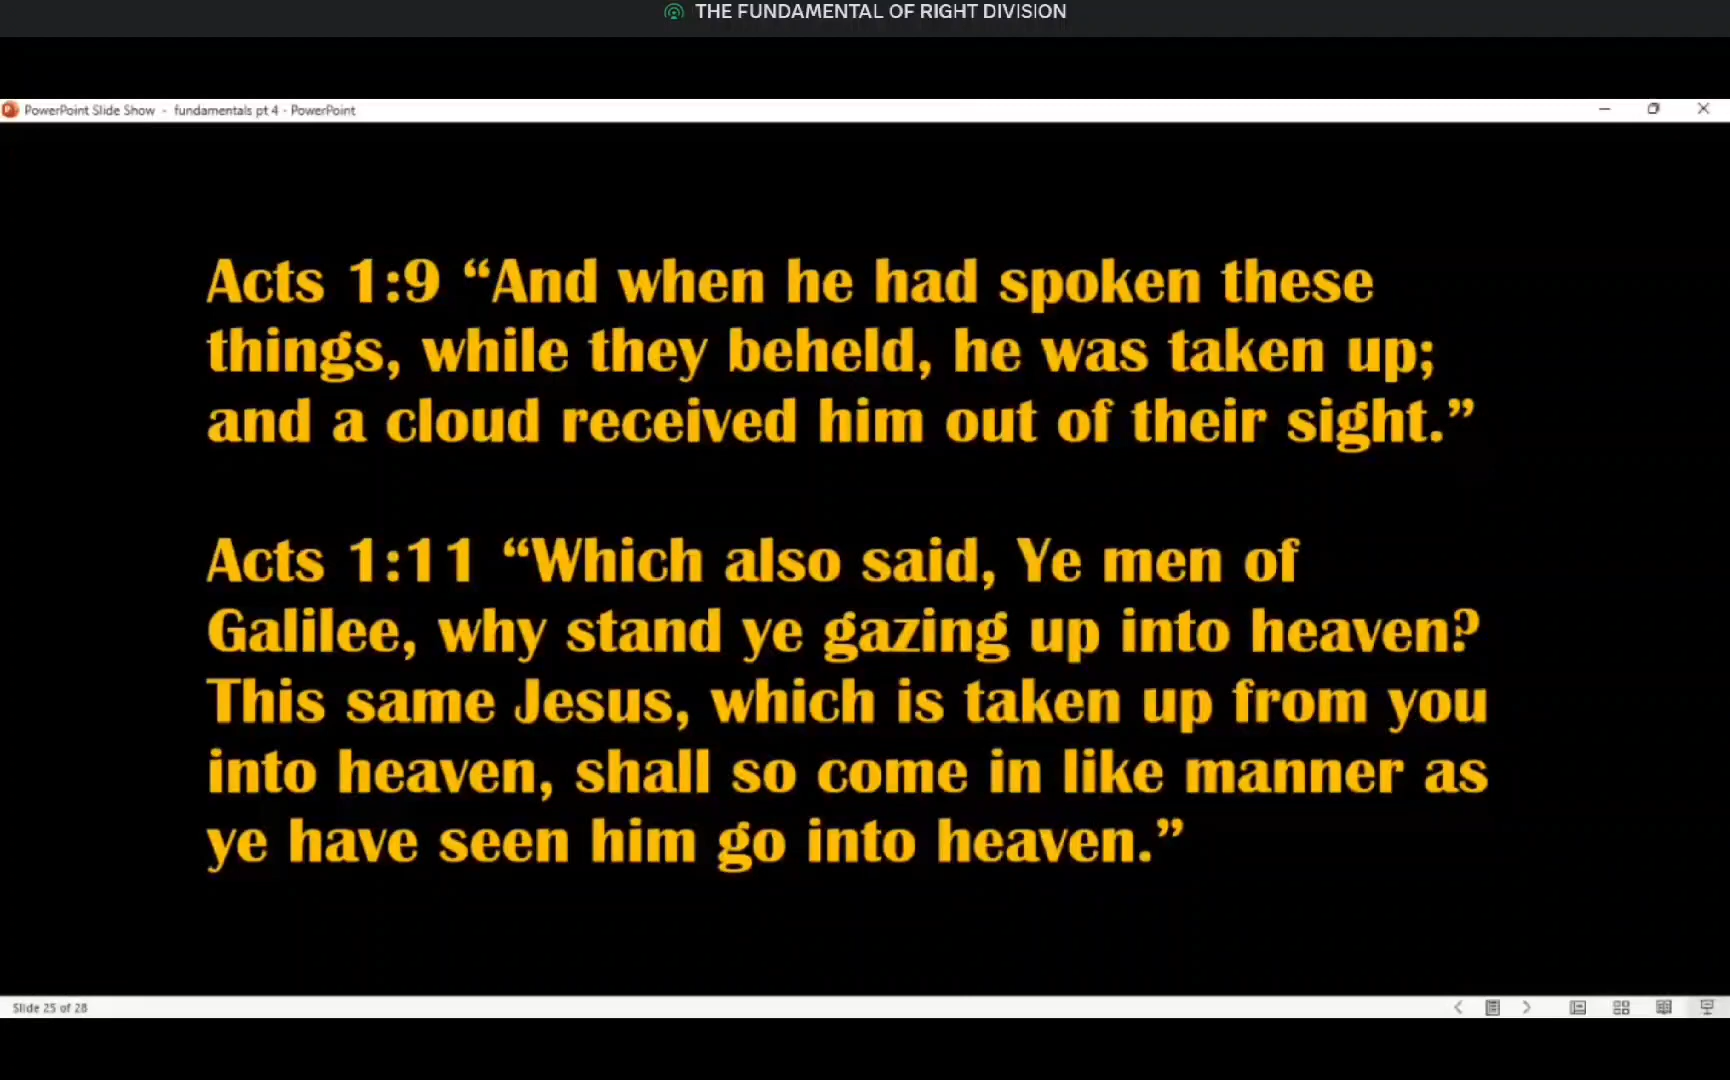 THE FUNDAMENTAL OF RIGHT DIVISION
PowerPoint Slide Show - fundamentals pt 4 - PowerPoint
Acts 1:9 “And when he had spoken these
things, while they beheld, he was taken up;
and a cloud received him out of their sight.”
Acts 1:11 “Which also said, Ye men of
Galilee, why stand ye gazing up into heaven?
This same Jesus, which is taken up from you
into heaven, shall so come in like manner as
ye have seen him go into heaven.”
Slide 25 of 28